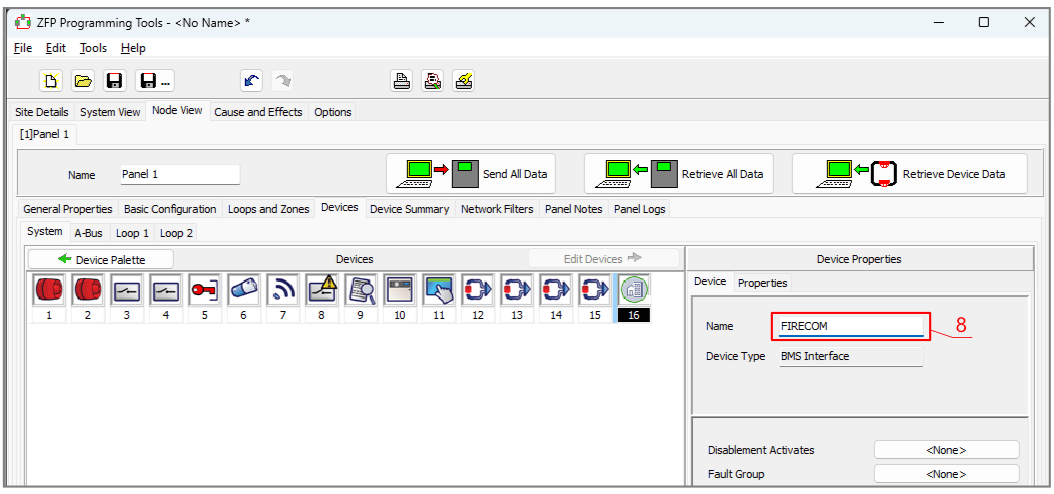 ZFP Programming Tools - <No Name> *
File Edit Tools Help
...
Site Details System View Node View Cause and Effects Options
[1]Panel 1
Name Panel 1 Send All Data Retrieve All Data Retrieve Device Data
General Properties Basic Configuration Loops and Zones Devices Device Summary Network Filters Panel Notes Panel Logs
System A-Bus Loop 1 Loop 2
Device Palette Devices Edit Devices Device Properties
Device Properties
1 2 3 4 5 6 7 8 9 10 11 12 13 14 15 16
Name FIRECOM 8
Device Type BMS Interface
Disablement Activates <None>
Fault Group <None>